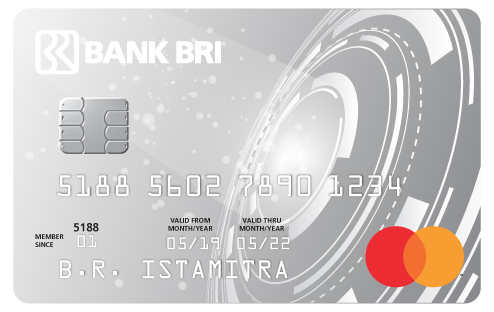 BANK BRI
5188 5602 7890 1234
5188
VALID FROM MONTH/YEAR
VALID THRU MONTH/YEAR
MEMBER SINCE
01
05/19
05/22
B.R. ISTAMITRA